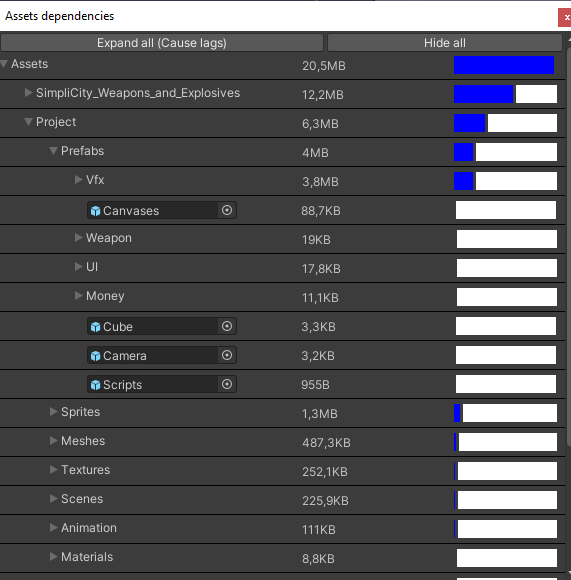 Assets dependencies x
Expand all (Cause lags) Hide all
Assets 20,5MB
SimpliCity_Weapons_and_Explosives 12,2MB
Project 6,3MB
Prefabs 4MB
Vfx 3,8MB
Canvases 88,7KB
Weapon 19KB
UI 17,8KB
Money 11,1KB
Cube 3,3KB
Camera 3,2KB
Scripts 955B
Sprites 1,3MB
Meshes 487,3KB
Textures 252,1KB
Scenes 225,9KB
Animation 111KB
Materials 8,8KB